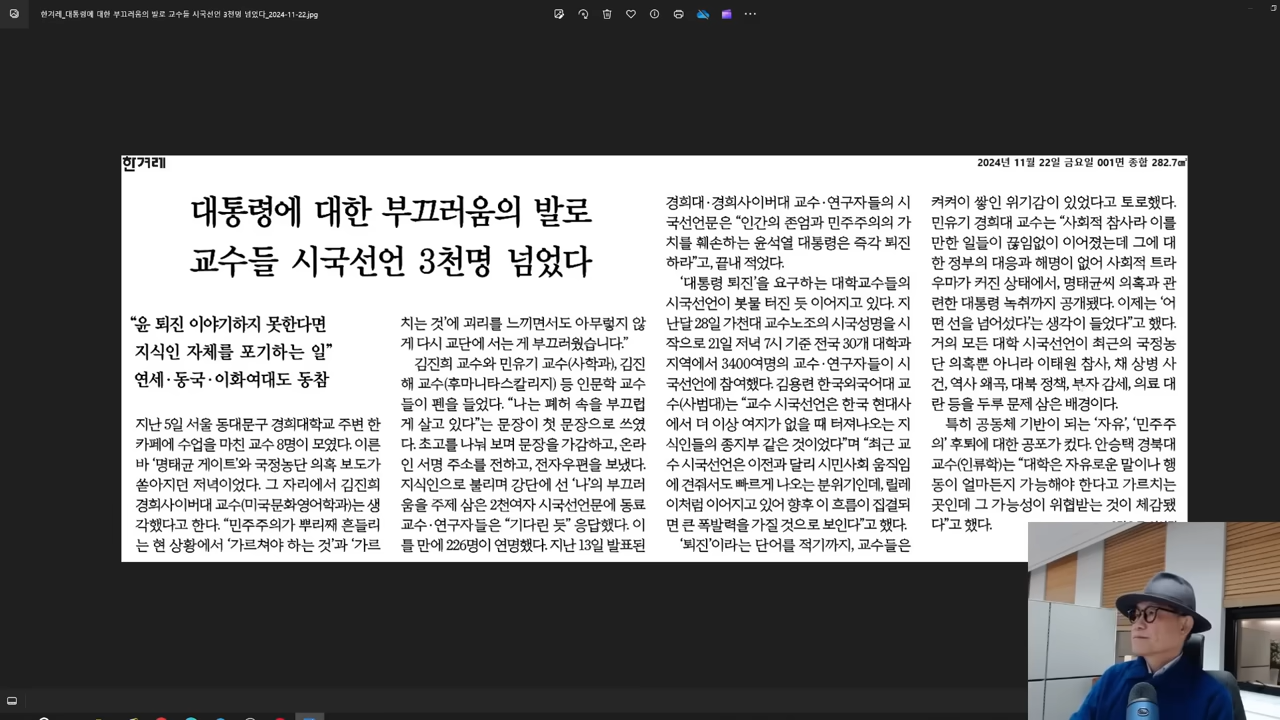 한겨레_대통령에 대한 부끄러움의 발로 교수들 시국선언 3천명 넘었다_2024-11-22.jpg
한겨레
2024년 11월 22일 금요일 001면 종합 282.7㎠
대통령에 대한 부끄러움의 발로
교수들 시국선언 3천명 넘었다
“윤 퇴진 이야기하지 못한다면
지식인 자체를 포기하는 일”
연세·동국·이화여대도 동참
지난 5일 서울 동대문구 경희대학교 주변 한
카페에 수업을 마친 교수 8명이 모였다. 이른
바 ‘명태균 게이트’와 국정농단 의혹 보도가
쏟아지던 저녁이었다. 그 자리에서 김진희
경희사이버대 교수(미국문화영어학과)는 생
각했다고 한다. “민주주의가 뿌리째 흔들리
는 현 상황에서 ‘가르쳐야 하는 것’과 ‘가르
치는 것’에 괴리를 느끼면서도 아무렇지 않
게 다시 교단에 서는 게 부끄러웠습니다.”
김진희 교수와 민유기 교수(사학과), 김진
해 교수(후마니타스칼리지) 등 인문학 교수
들이 펜을 들었다. “나는 폐허 속을 부끄럽
게 살고 있다”는 문장이 첫 문장으로 쓰였
다. 초고를 나눠 보며 문장을 가감하고, 온라
인 서명 주소를 전하고, 전자우편을 보냈다.
지식인으로 불리며 강단에 선 ‘나’의 부끄러
움을 주제 삼은 2천여자 시국선언문에 동료
교수·연구자들은 “기다린 듯” 응답했다. 이
틀 만에 226명이 연명했다. 지난 13일 발표된
경희대·경희사이버대 교수·연구자들의 시
국선언문은 “인간의 존엄과 민주주의의 가
치를 훼손하는 윤석열 대통령은 즉각 퇴진
하라”고, 끝내 적었다.
‘대통령 퇴진’을 요구하는 대학교수들의
시국선언이 봇물 터진 듯 이어지고 있다. 지
난달 28일 가천대 교수노조의 시국성명을 시
작으로 21일 저녁 7시 기준 전국 30개 대학과
지역에서 3400여명의 교수·연구자들이 시
국선언에 참여했다. 김용련 한국외국어대 교
수(사범대)는 “교수 시국선언은 한국 현대사
에서 더 이상 여지가 없을 때 터져나오는 지
식인들의 종지부 같은 것이었다”며 “최근 교
수 시국선언은 이전과 달리 시민사회 움직임
에 견줘서도 빠르게 나오는 분위기인데, 릴레
이처럼 이어지고 있어 향후 이 흐름이 집결되
면 큰 폭발력을 가질 것으로 보인다”고 했다.
‘퇴진’이라는 단어를 적기까지, 교수들은
켜켜이 쌓인 위기감이 있었다고 토로했다.
민유기 경희대 교수는 “사회적 참사라 이를
만한 일들이 끊임없이 이어졌는데 그에 대
한 정부의 대응과 해명이 없어 사회적 트라
우마가 커진 상태에서, 명태균씨 의혹과 관
련한 대통령 녹취까지 공개됐다. 이제는 ‘어
떤 선을 넘어섰다’는 생각이 들었다”고 했다.
거의 모든 대학 시국선언이 최근의 국정농
단 의혹뿐 아니라 이태원 참사, 채 상병 사
건, 역사 왜곡, 대북 정책, 부자 감세, 의료 대
란 등을 두루 문제 삼은 배경이다.
특히 공동체 기반이 되는 ‘자유’, ‘민주주
의’ 후퇴에 대한 공포가 컸다. 안승택 경북대
교수(인류학)는 “대학은 자유로운 말이나 행
동이 얼마든지 가능해야 한다고 가르치는
곳인데 그 가능성이 위협받는 것이 체감됐
다”고 했다.